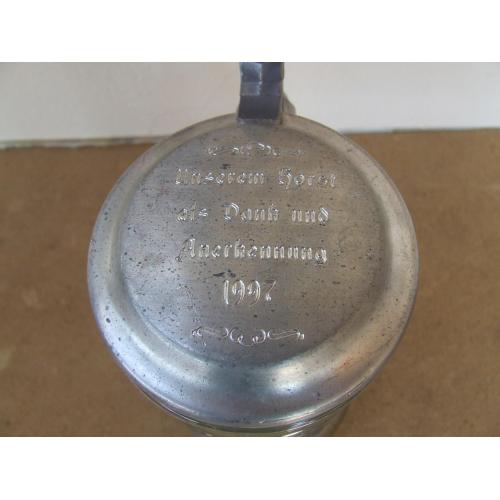 Unserem Horst
als Dank und
Anerkennung
1997